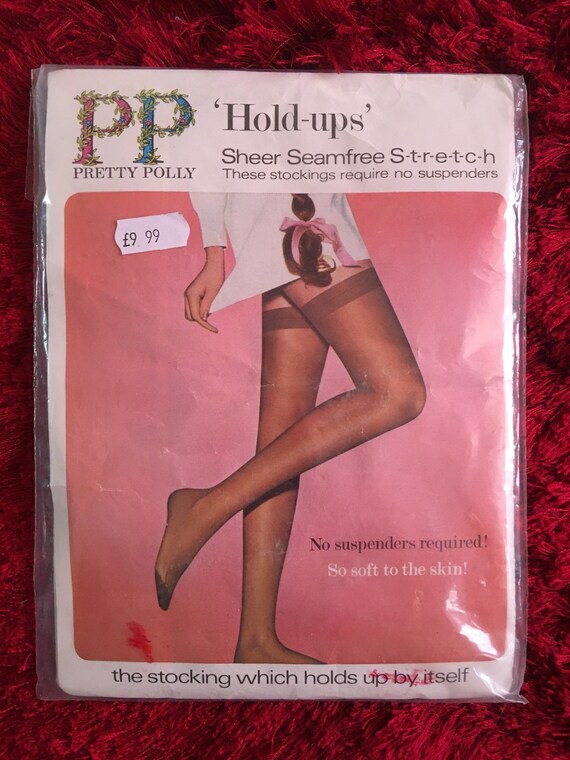 PP
PRETTY POLLY
'Hold-ups'
Sheer Seamfree S-t-r-e-t-c-h
These stockings require no suspenders
£9 99
No suspenders required!
So soft to the skin!
the stocking which holds up by itself